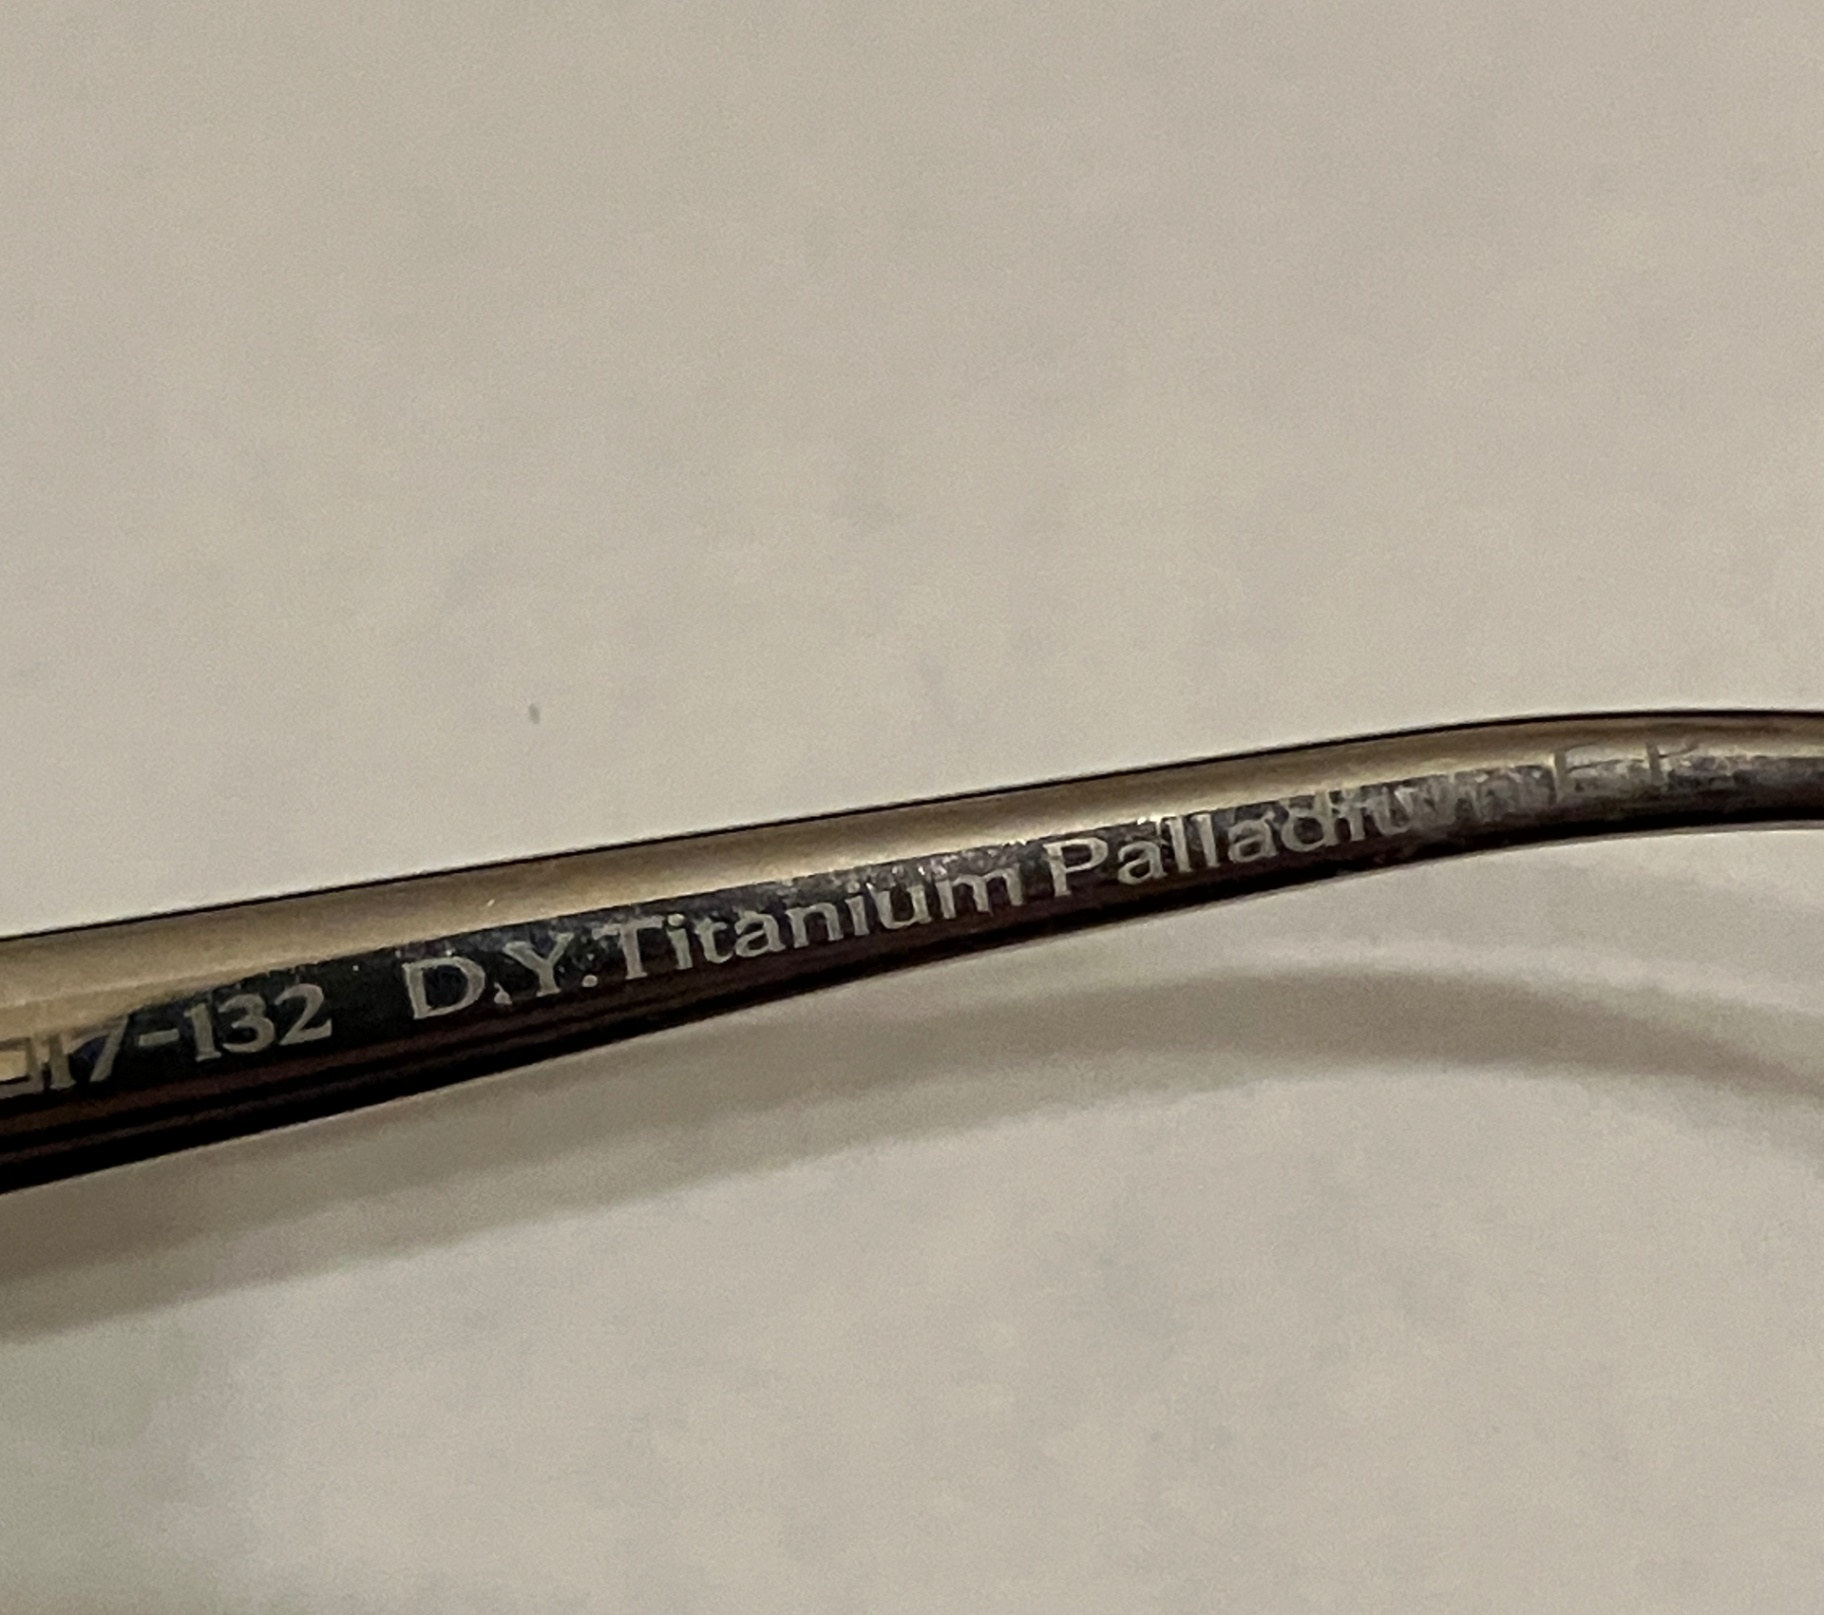 □17-132 D.Y.Titanium Palladium E.P.